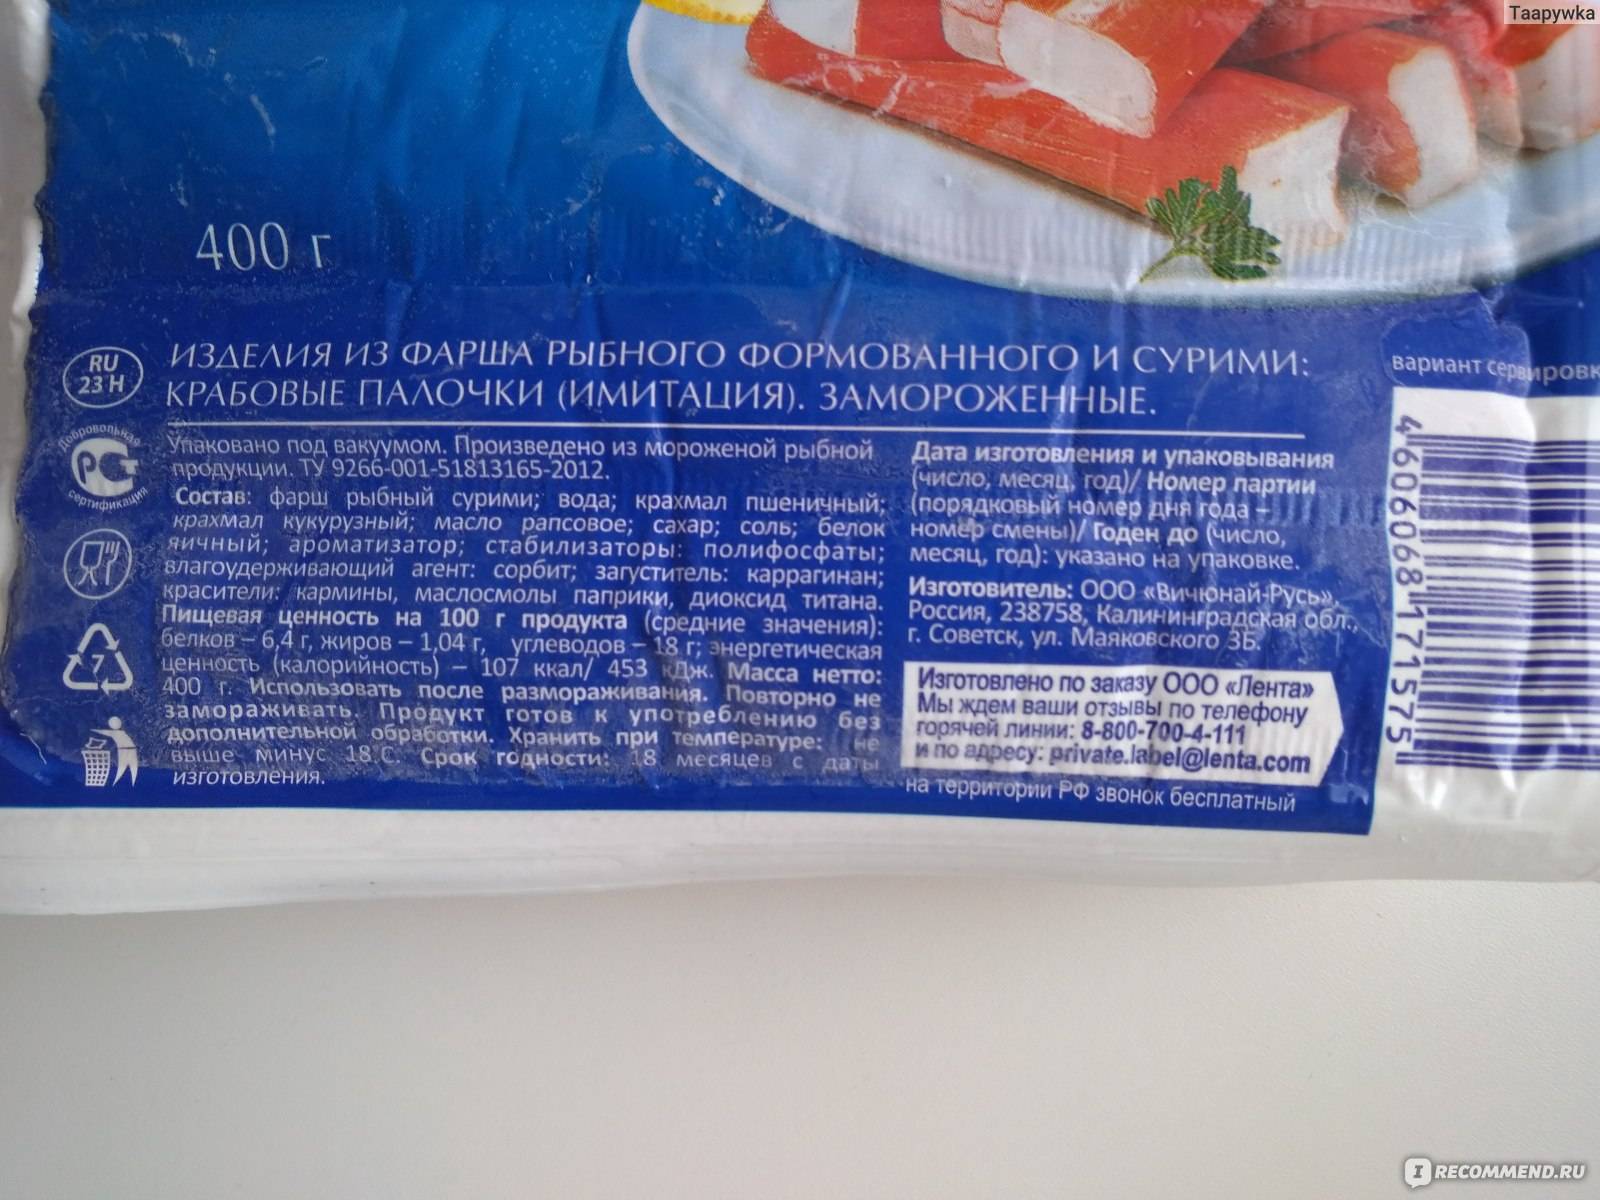 Таарywka
400 г
вариант сервировк
RU
23 H
ИЗДЕЛИЯ ИЗ ФАРША РЫБНОГО ФОРМОВАННОГО И СУРИМИ:
КРАБОВЫЕ ПАЛОЧКИ (ИМИТАЦИЯ). ЗАМОРОЖЕННЫЕ.
Добровольная
РСТ
сертификация
7
Упаковано под вакуумом. Произведено из мороженой рыбной
продукции. ТУ 9266-001-51813165-2012.
Состав: фарш рыбный сурими; вода; крахмал пшеничный;
крахмал кукурузный; масло рапсовое; сахар; соль; белок
яичный; ароматизатор; стабилизаторы: полифосфаты;
влагоудерживающий агент: сорбит; загуститель: каррагинан;
красители: кармины, маслосмолы паприки, диоксид титана.
Пищевая ценность на 100 г продукта (средние значения):
белков – 6,4 г, жиров – 1,04 г, углеводов – 18 г; энергетическая
ценность (калорийность) – 107 ккал/ 453 кДж. Масса нетто:
400 г. Использовать после размораживания. Повторно не
замораживать. Продукт готов к употреблению без
дополнительной обработки. Хранить при температуре: не
выше минус 18°С. Срок годности: 18 месяцев с даты
изготовления.
Дата изготовления и упаковывания
(число, месяц, год)/ Номер партии
(порядковый номер дня года –
номер смены)/ Годен до (число,
месяц, год): указано на упаковке.
Изготовитель: ООО «Вичюнай-Русь»,
Россия, 238758, Калининградская обл.,
г. Советск, ул. Маяковского 3Б.
Изготовлено по заказу ООО «Лента»
Мы ждем ваши отзывы по телефону
горячей линии: 8-800-700-4-111
и по адресу: private.label@lenta.com
на территории РФ звонок бесплатный
4 606068 171575
IRECOMMEND.RU